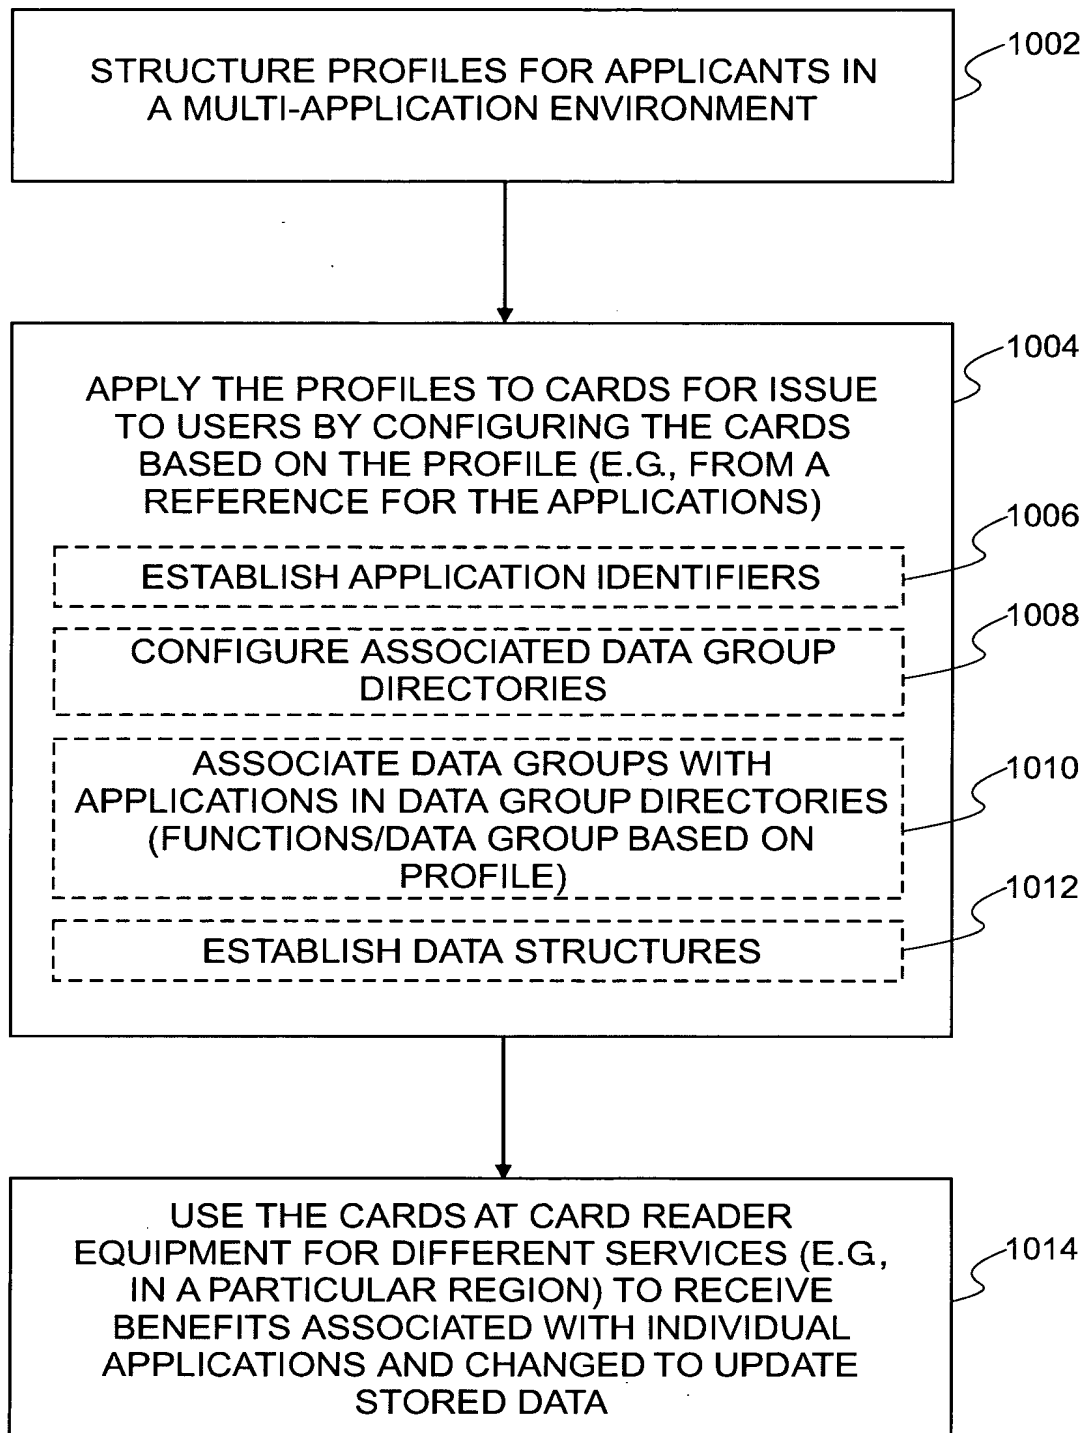 STRUCTURE PROFILES FOR APPLICANTS IN
A MULTI-APPLICATION ENVIRONMENT
1002
APPLY THE PROFILES TO CARDS FOR ISSUE
TO USERS BY CONFIGURING THE CARDS
BASED ON THE PROFILE (E.G., FROM A
REFERENCE FOR THE APPLICATIONS)
1004
ESTABLISH APPLICATION IDENTIFIERS
1006
CONFIGURE ASSOCIATED DATA GROUP
DIRECTORIES
1008
ASSOCIATE DATA GROUPS WITH
APPLICATIONS IN DATA GROUP DIRECTORIES
(FUNCTIONS/DATA GROUP BASED ON
PROFILE)
1010
ESTABLISH DATA STRUCTURES
1012
USE THE CARDS AT CARD READER
EQUIPMENT FOR DIFFERENT SERVICES (E.G.,
IN A PARTICULAR REGION) TO RECEIVE
BENEFITS ASSOCIATED WITH INDIVIDUAL
APPLICATIONS AND CHANGED TO UPDATE
STORED DATA
1014